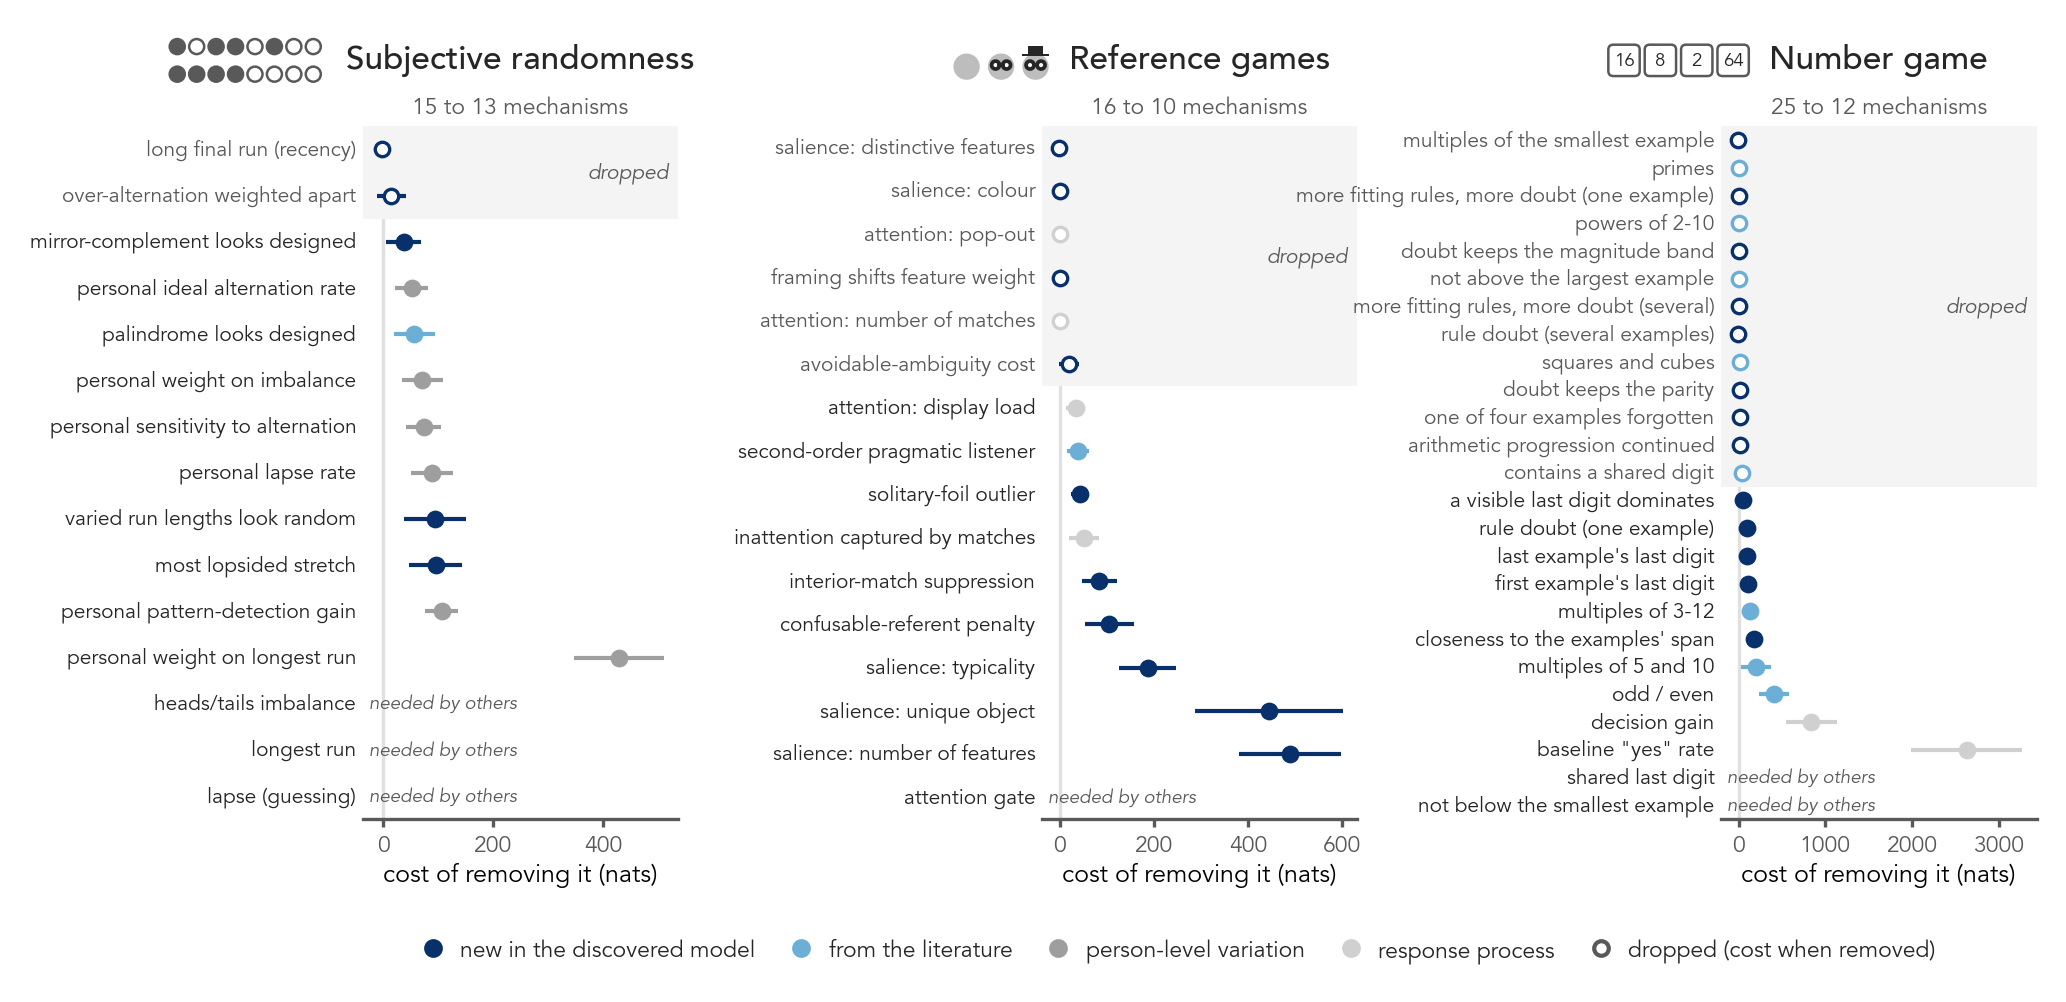 Subjective randomness
15 to 13 mechanisms
long final run (recency)
dropped
over-alternation weighted apart
mirror-complement looks designed
personal ideal alternation rate
palindrome looks designed
personal weight on imbalance
personal sensitivity to alternation
personal lapse rate
varied run lengths look random
most lopsided stretch
personal pattern-detection gain
personal weight on longest run
heads/tails imbalance needed by others
longest run needed by others
lapse (guessing) needed by others
0 200 400
cost of removing it (nats)
Reference games
16 to 10 mechanisms
salience: distinctive features
salience: colour
attention: pop-out
dropped
framing shifts feature weight
attention: number of matches
avoidable-ambiguity cost
attention: display load
second-order pragmatic listener
solitary-foil outlier
inattention captured by matches
interior-match suppression
confusable-referent penalty
salience: typicality
salience: unique object
salience: number of features
attention gate needed by others
0 200 400 600
cost of removing it (nats)
16 8 2 64 Number game
25 to 12 mechanisms
multiples of the smallest example
primes
more fitting rules, more doubt (one example)
powers of 2-10
doubt keeps the magnitude band
not above the largest example
more fitting rules, more doubt (several)
dropped
rule doubt (several examples)
squares and cubes
doubt keeps the parity
one of four examples forgotten
arithmetic progression continued
contains a shared digit
a visible last digit dominates
rule doubt (one example)
last example's last digit
first example's last digit
multiples of 3-12
closeness to the examples' span
multiples of 5 and 10
odd / even
decision gain
baseline "yes" rate
shared last digit needed by others
not below the smallest example needed by others
0 1000 2000 3000
cost of removing it (nats)
new in the discovered model from the literature person-level variation response process dropped (cost when removed)